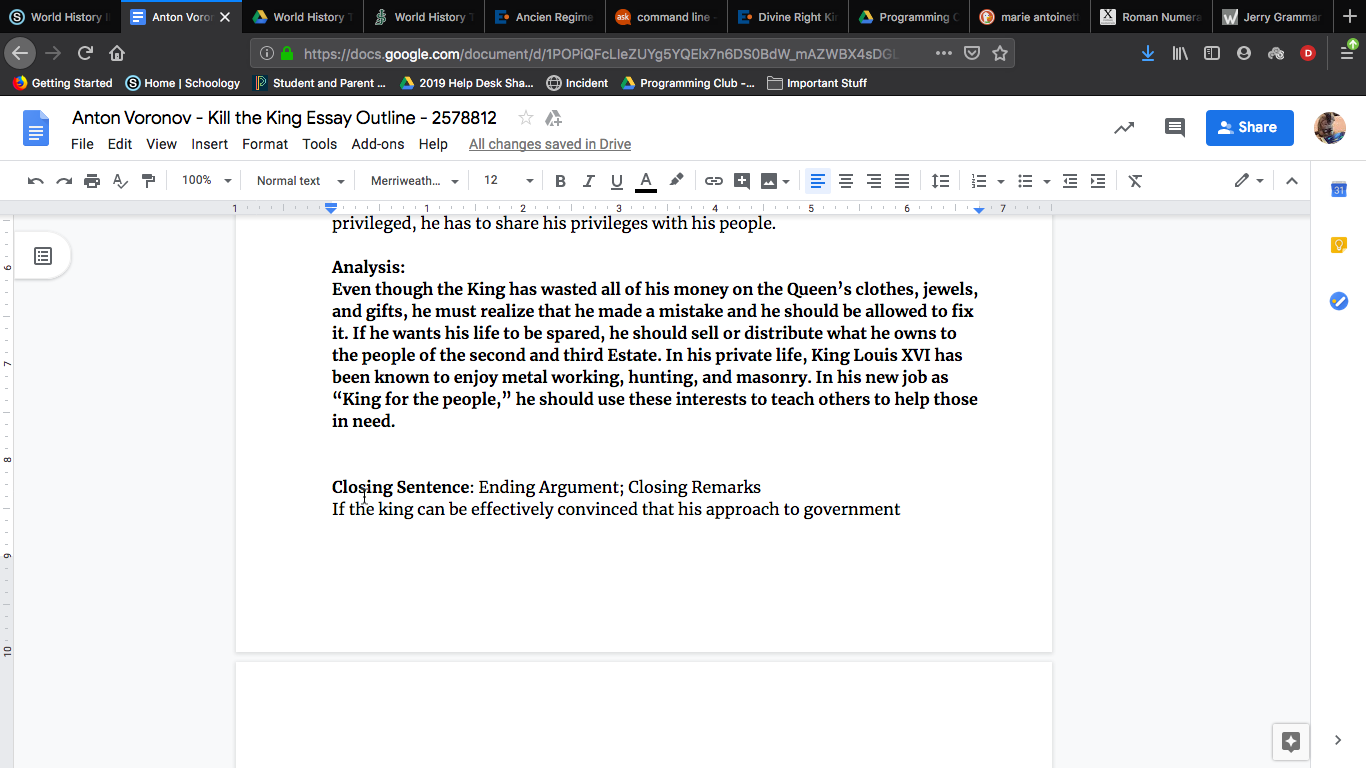 World History I
Anton Voron
World History T
World History T
Ancien Regime
command line -
Divine Right Kin
Programming C
marie antoinett
Roman Numera
Jerry Grammar
https://docs.google.com/document/d/1POPiQFcLIeZUYg5YQEIx7n6DS0BdW_mAZWBX4sDGL
Getting Started
Home | Schoology
Student and Parent ...
2019 Help Desk Sha...
Incident
Programming Club -...
Important Stuff
Anton Voronov - Kill the King Essay Outline - 2578812
Share
File Edit View Insert Format Tools Add-ons Help All changes saved in Drive
100% Normal text Merriweath... 12 B I U A
1 1 2 3 4 5 6 7
privileged, he has to share his privileges with his people.
Analysis:
Even though the King has wasted all of his money on the Queen’s clothes, jewels,
and gifts, he must realize that he made a mistake and he should be allowed to fix
it. If he wants his life to be spared, he should sell or distribute what he owns to
the people of the second and third Estate. In his private life, King Louis XVI has
been known to enjoy metal working, hunting, and masonry. In his new job as
“King for the people,” he should use these interests to teach others to help those
in need.
Closing Sentence: Ending Argument; Closing Remarks
If the king can be effectively convinced that his approach to government
6
7
8
9
10
31